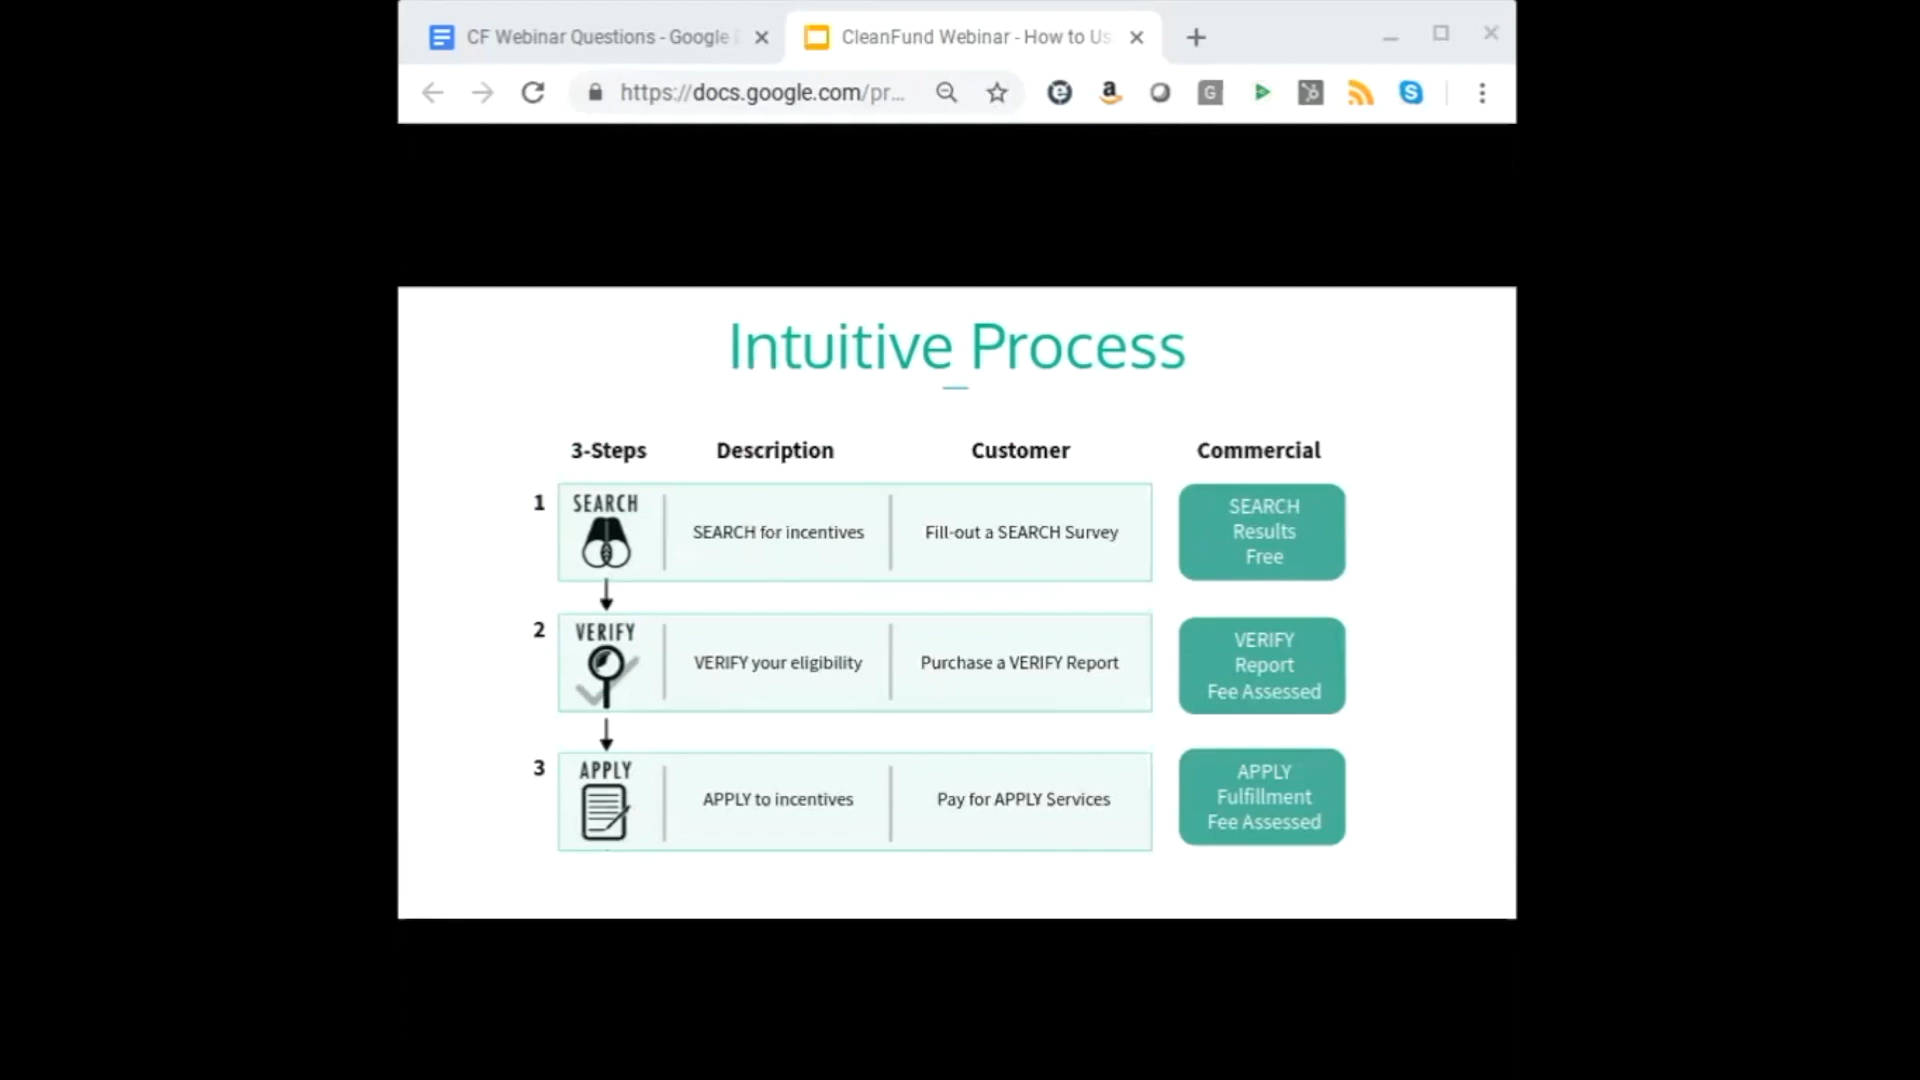 CF Webinar Questions - Google
CleanFund Webinar - How to Us
https://docs.google.com/pr...
Intuitive Process
3-Steps Description Customer Commercial
1 SEARCH
SEARCH for incentives
Fill-out a SEARCH Survey
SEARCH
Results
Free
2 VERIFY
VERIFY your eligibility
Purchase a VERIFY Report
VERIFY
Report
Fee Assessed
3 APPLY
APPLY to incentives
Pay for APPLY Services
APPLY
Fulfillment
Fee Assessed